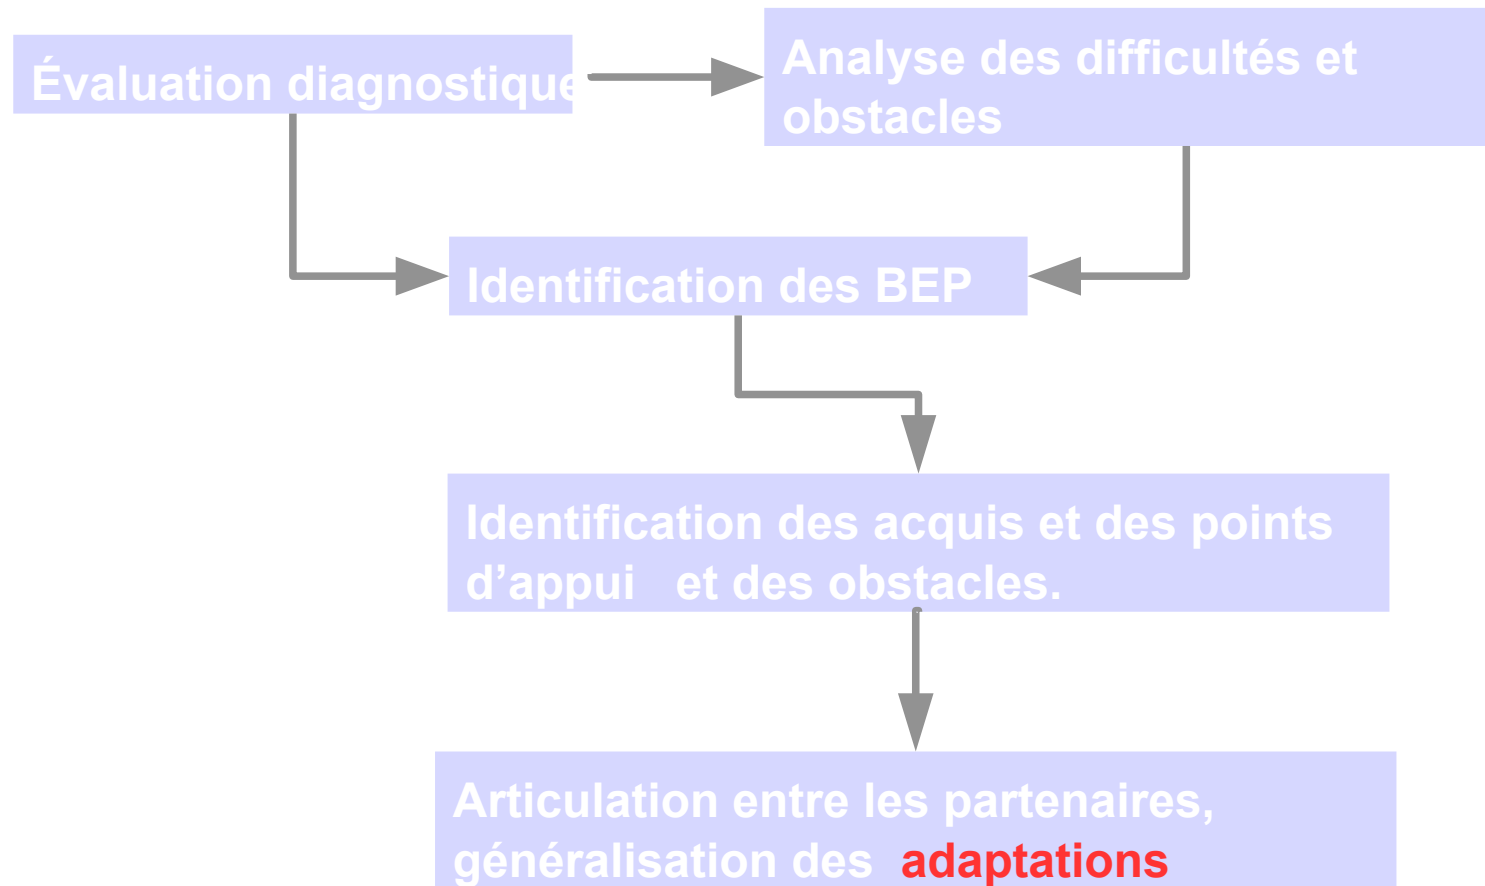 Évaluation diagnostique
Analyse des difficultés et
obstacles
Identification des BEP
Identification des acquis et des points
d’appui et des obstacles.
Articulation entre les partenaires,
généralisation des adaptations